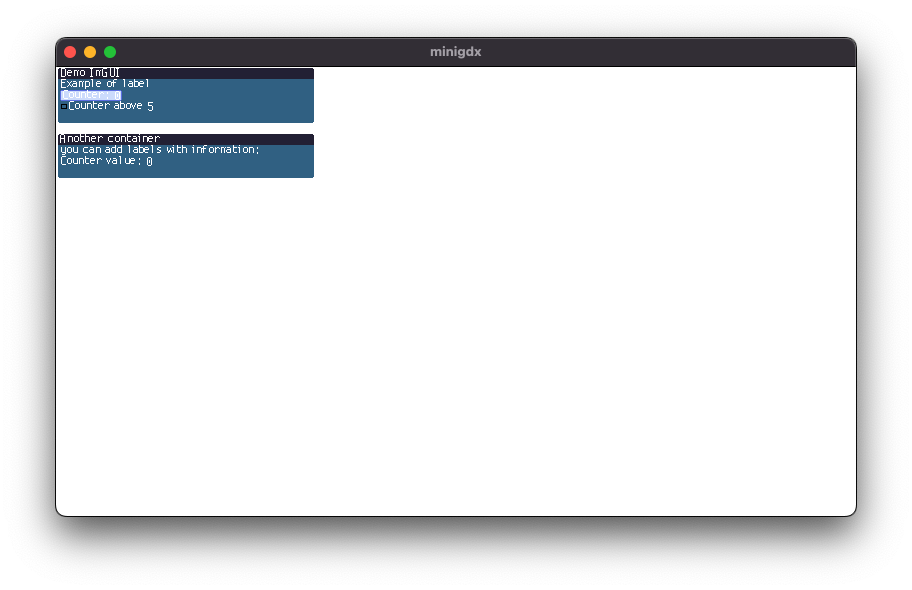 minigdx
Demo ImGUI
Example of label
Counter: 0
Counter above 5
Another container
you can add labels with information:
Counter value: 0